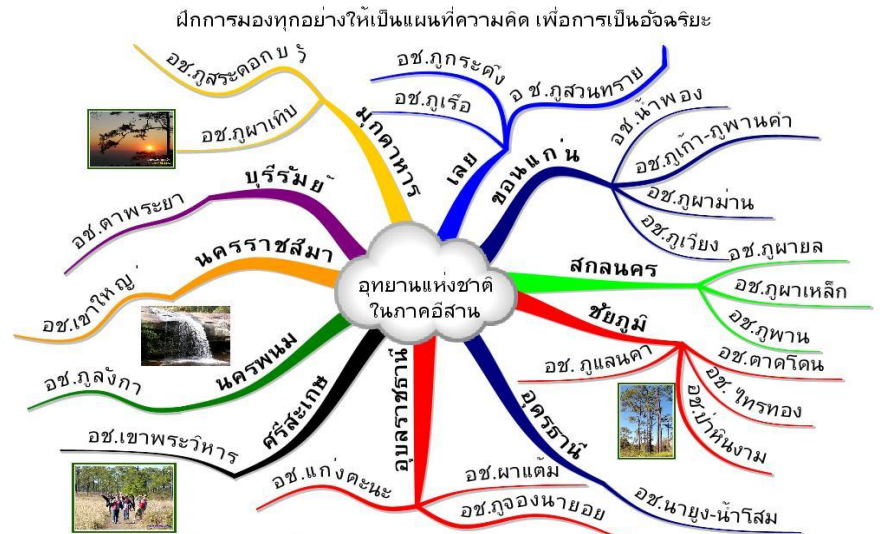 ฝึกการมองทุกอย่างให้เป็นแผนที่ความคิด เพื่อการเป็นอัจฉริยะ
อุทยานแห่งชาติ
ในภาคอีสาน
มุกดาหาร
อช.ภูสระดอกบัว
อช.ภูผาเทิบ
เลย
อช.ภูกระดึง
อช.ภูเรือ
อช.ภูสวนทราย
ขอนแก่น
อช.น้ำพอง
อช.ภูเก้า-ภูพานคำ
อช.ภูผาม่าน
อช.ภูเวียง
สกลนคร
อช.ภูผายล
อช.ภูผาเหล็ก
อช.ภูพาน
ชัยภูมิ
อช.ตาดโตน
อช. ไทรทอง
อช.ป่าหินงาม
อช. ภูแลนคา
อุดรธานี
อช.นายูง-น้ำโสม
อุบลราชธานี
อช.ผาแต้ม
อช.ภูจองนายอย
อช.แก่งตะนะ
ศรีสะเกษ
อช.เขาพระวิหาร
นครพนม
อช.ภูลังกา
นครราชสีมา
อช.เขาใหญ่
บุรีรัมย์
อช.ตาพระยา